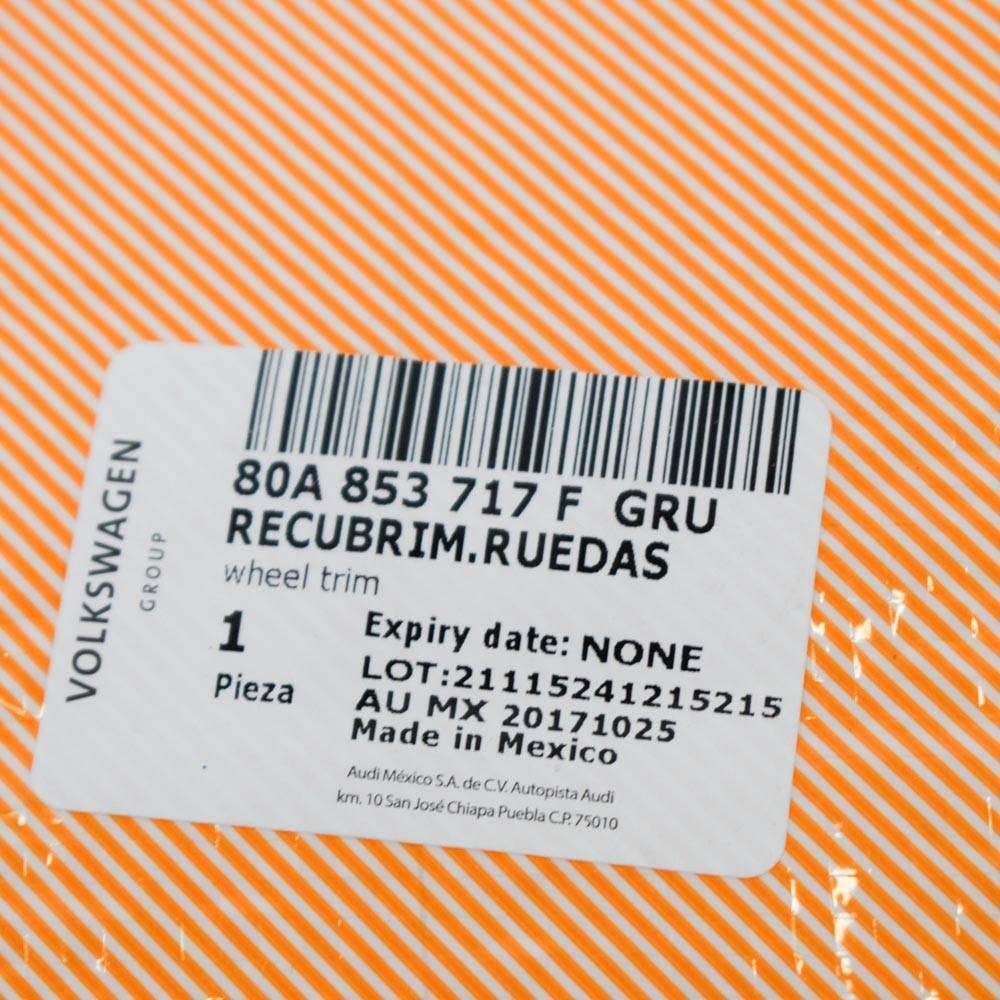 VOLKSWAGEN
GROUP
80A 853 717 F GRU
RECUBRIM.RUEDAS
wheel trim
1
Pieza
Expiry date: NONE
LOT:21115241215215
AU MX 20171025
Made in Mexico
Audi México S.A. de C.V. Autopista Audi
km. 10 San José Chiapa Puebla C.P. 75010